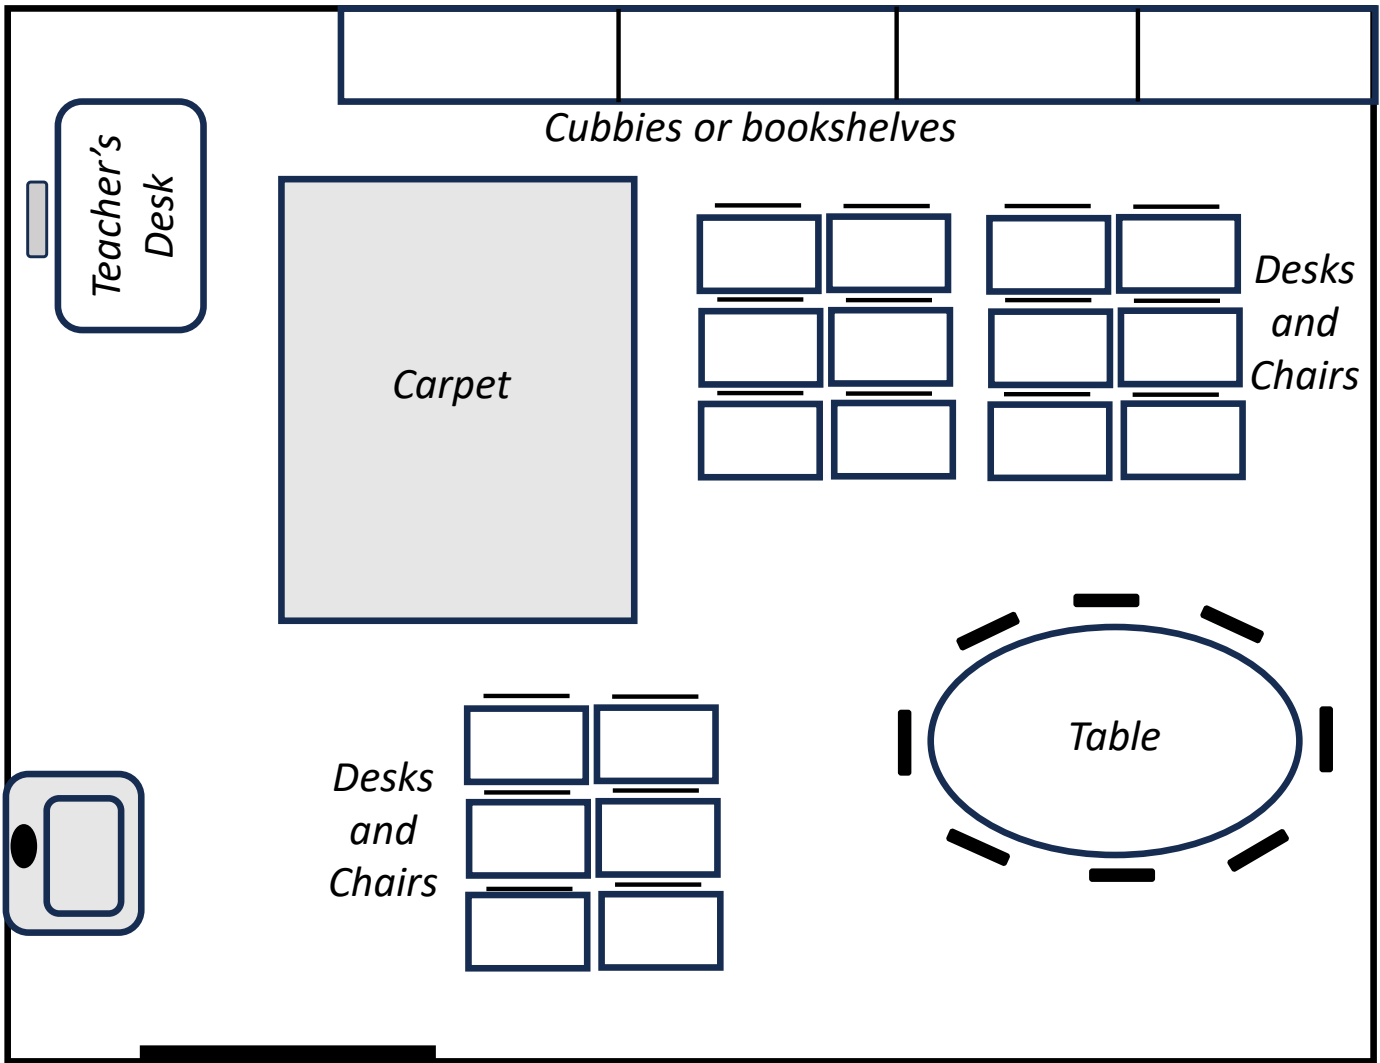 Cubbies or bookshelves
Teacher's
Desk
Carpet
Desks
and
Chairs
Table
Desks
and
Chairs